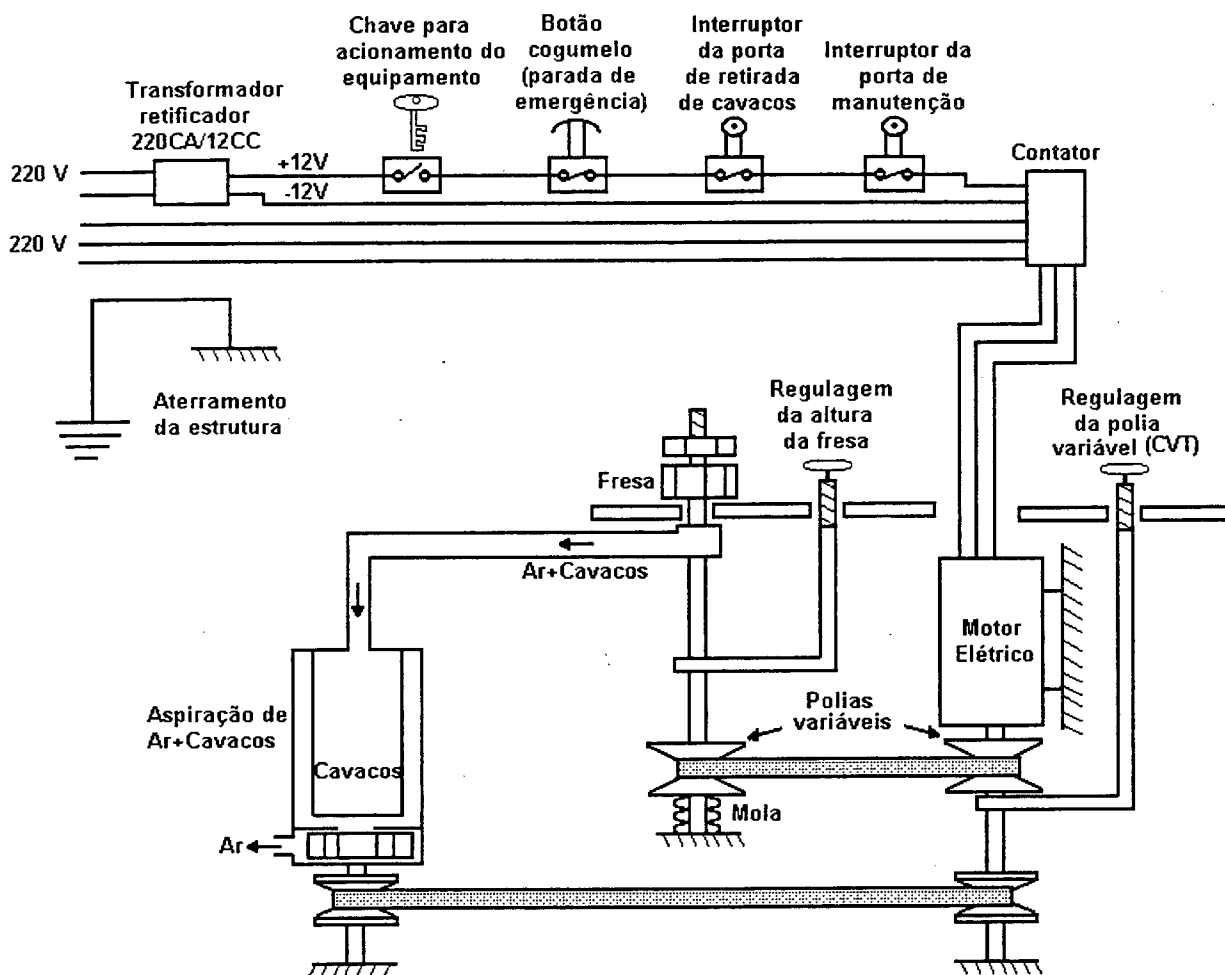 Chave para
acionamento do
equipamento
Botão
cogumelo
(parada de
emergência)
Interruptor
da porta
de retirada
de cavacos
Interruptor da
porta de
manutenção
Transformador
retificador
220CA/12CC
Contator
220 V
+12V
-12V
220 V
Aterramento
da estrutura
Regulagem
da altura
da fresa
Regulagem
da polia
variável (CVT)
Fresa
Ar+Cavacos
Motor
Elétrico
Aspiração de
Ar+Cavacos
Cavacos
Polias
variáveis
Mola
Ar